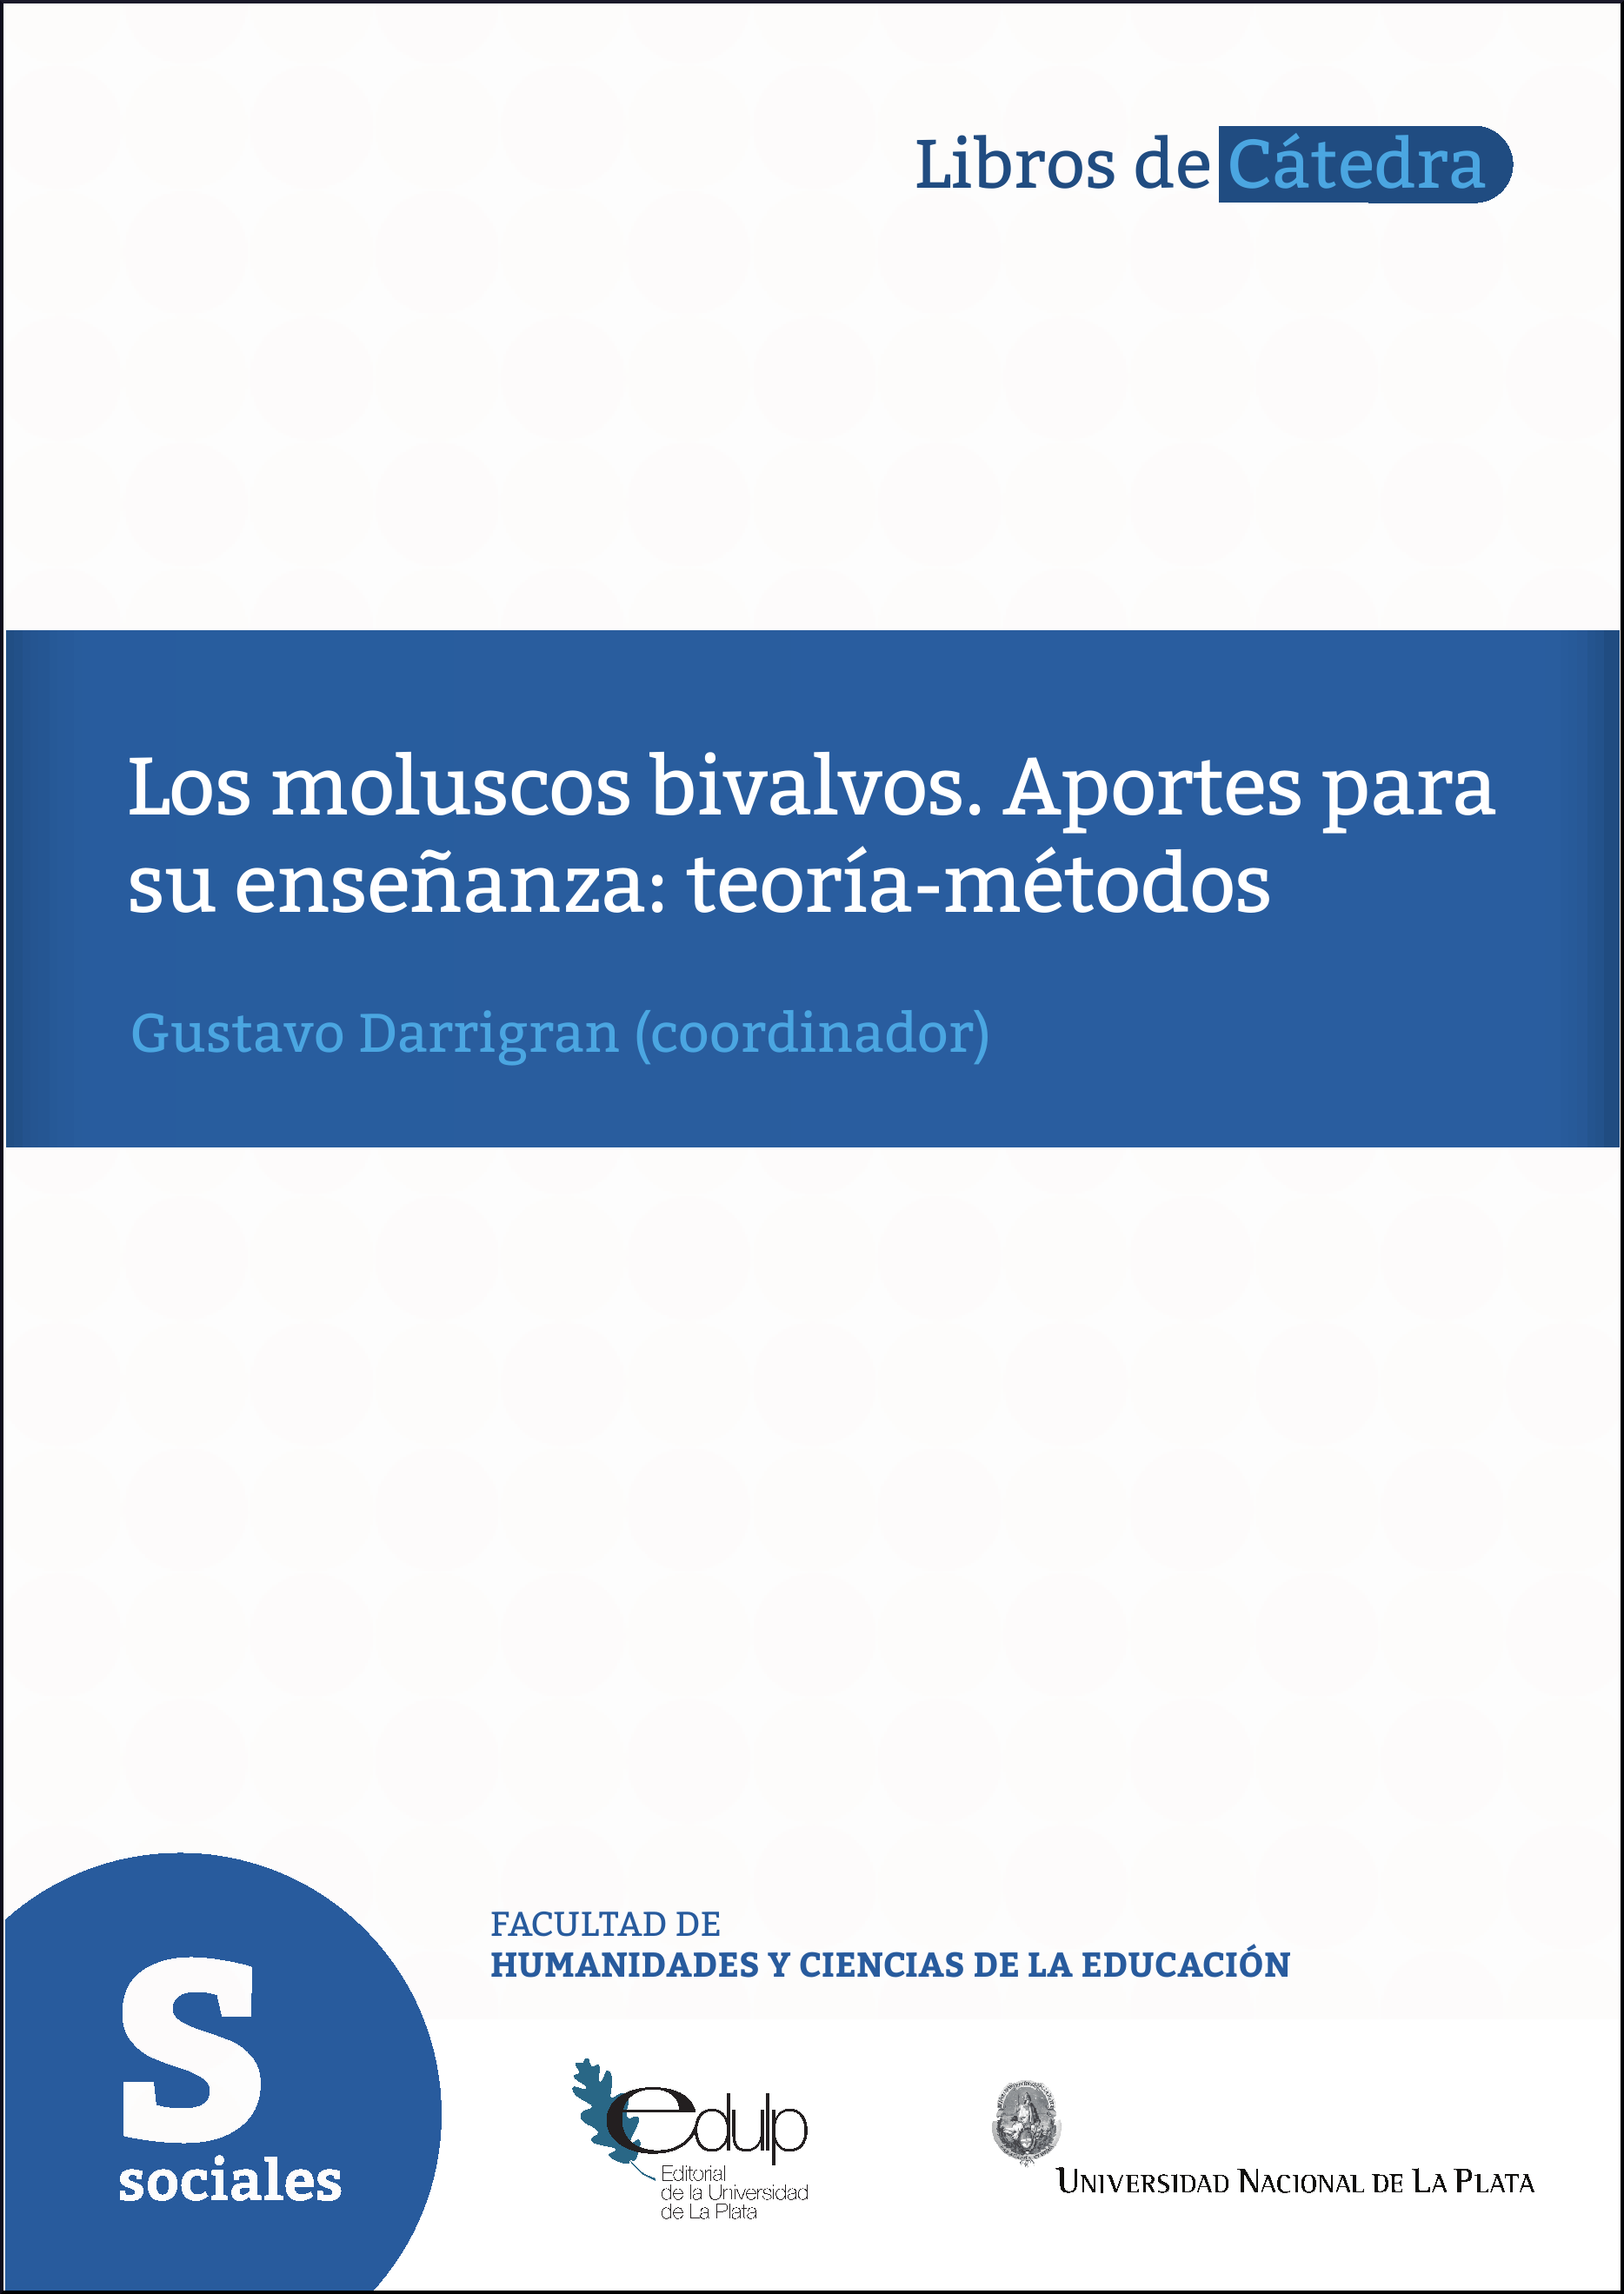 Libros de Cátedra
Los moluscos bivalvos. Aportes para
su enseñanza: teoría-métodos
Gustavo Darrigran (coordinador)
FACULTAD DE
HUMANIDADES Y CIENCIAS DE LA EDUCACIÓN
S
sociales
edulp
Editorial
de la Universidad
de La Plata
UNIVERSIDAD NACIONAL DE LA PLATA